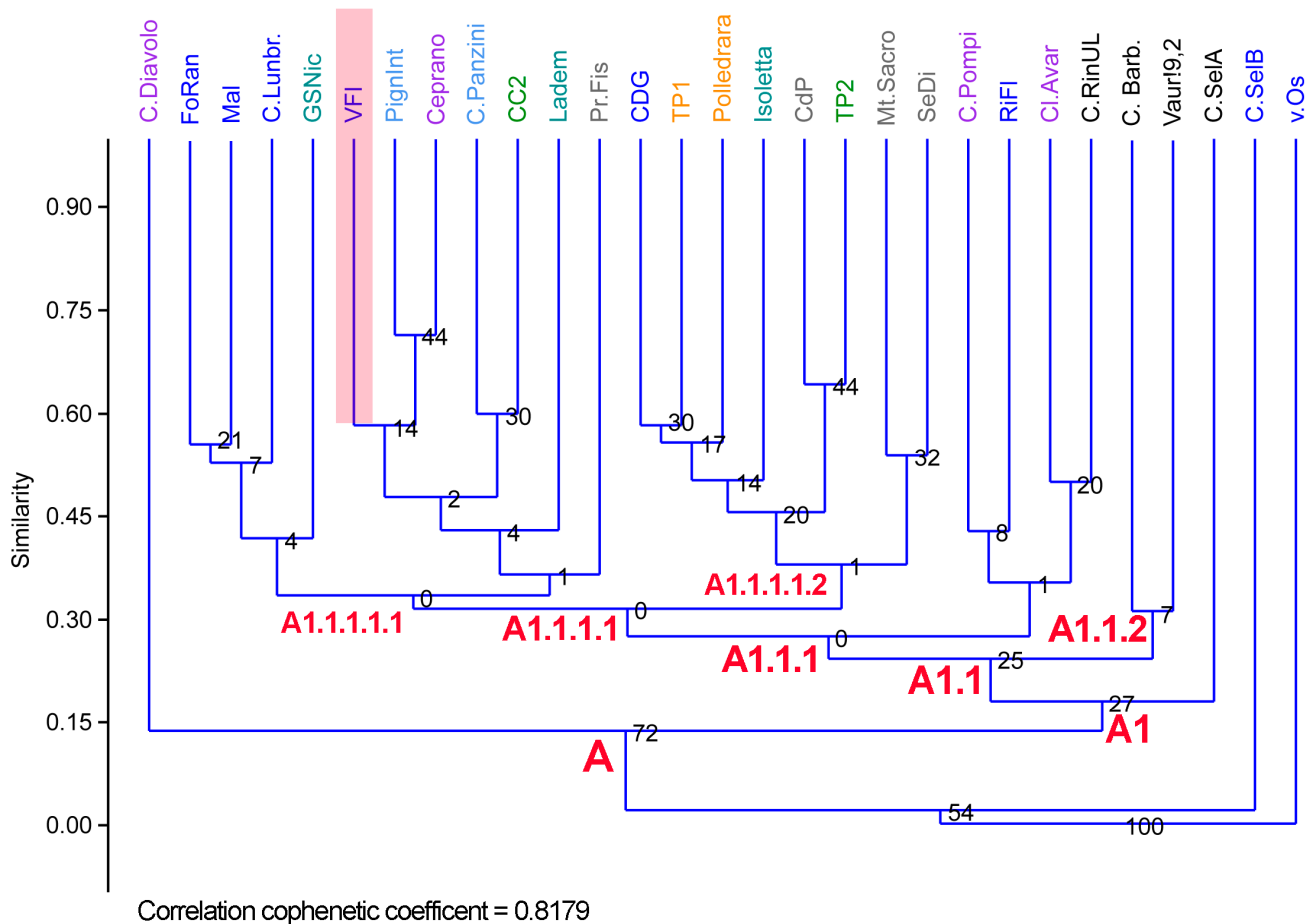 C.Diavolo
FoRan
Mal
C.Lunbr.
GSNic
VFI
PignInt
Ceprano
C.Panzini
CC2
Ladem
Pr.Fis
CDG
TP1
Polledrara
Isoletta
CdP
TP2
Mt.Sacro
SeDi
C.Pompi
RiFI
Cl.Avar
C.RinUL
C. Barb.
Vaur!9,2
C.SelA
C.SelB
v.Os
0.90
0.75
0.60
0.45
0.30
0.15
0.00
Similarity
44
44
30
14
30
21
17
7
32
14
20
2
20
4
8
4
1
1
1
0
A1.1.1.1.1
A1.1.1.1.2
0
A1.1.1.1
7
A1.1.2
0
A1.1.1
25
A1.1
27
A1
72
A
54
100
Correlation cophenetic coefficent = 0.8179